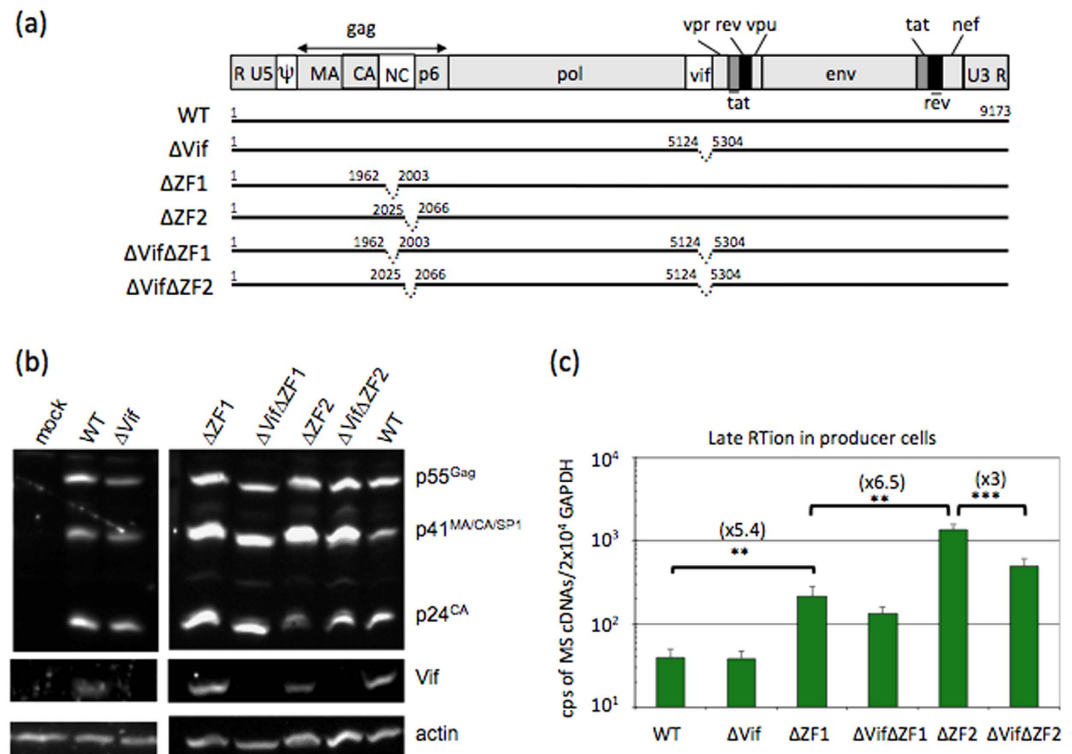 (a)
gag
vpr rev vpu
tat
nef
R U5 Ψ MA CA NC p6 pol vif env U3 R
tat
rev
WT 1 9173
ΔVif 1 5124 5304
ΔZF1 1 1962 2003
ΔZF2 1 2025 2066
ΔVifΔZF1 1 1962 2003 5124 5304
ΔVifΔZF2 1 2025 2066 5124 5304
(b)
mock WT ΔVif ΔZF1 ΔVifΔZF1 ΔZF2 ΔVifΔZF2 WT
p55Gag
p41MA/CA/SP1
p24CA
Vif
actin
(c)
Late RTion in producer cells
cps of MS cDNAs/2x10⁴ GAPDH
10⁴
10³
10²
10¹
(x5.4)
**
(x6.5)
**
(x3)
***
WT ΔVif ΔZF1 ΔVifΔZF1 ΔZF2 ΔVifΔZF2